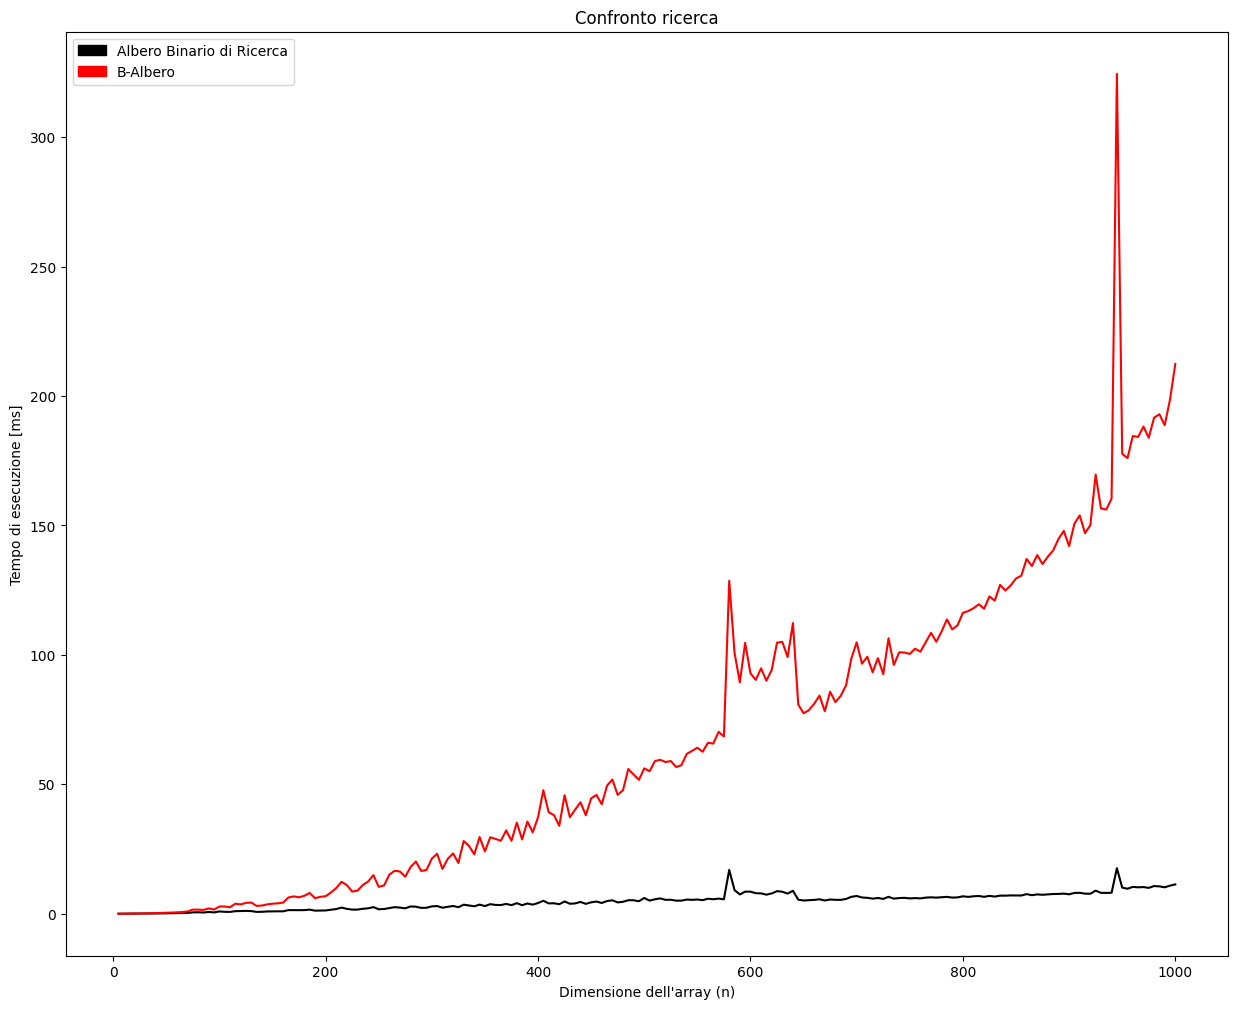 Confronto ricerca
Albero Binario di Ricerca
B-Albero
300
250
200
150
100
50
0
Tempo di esecuzione [ms]
0 200 400 600 800 1000
Dimensione dell'array (n)